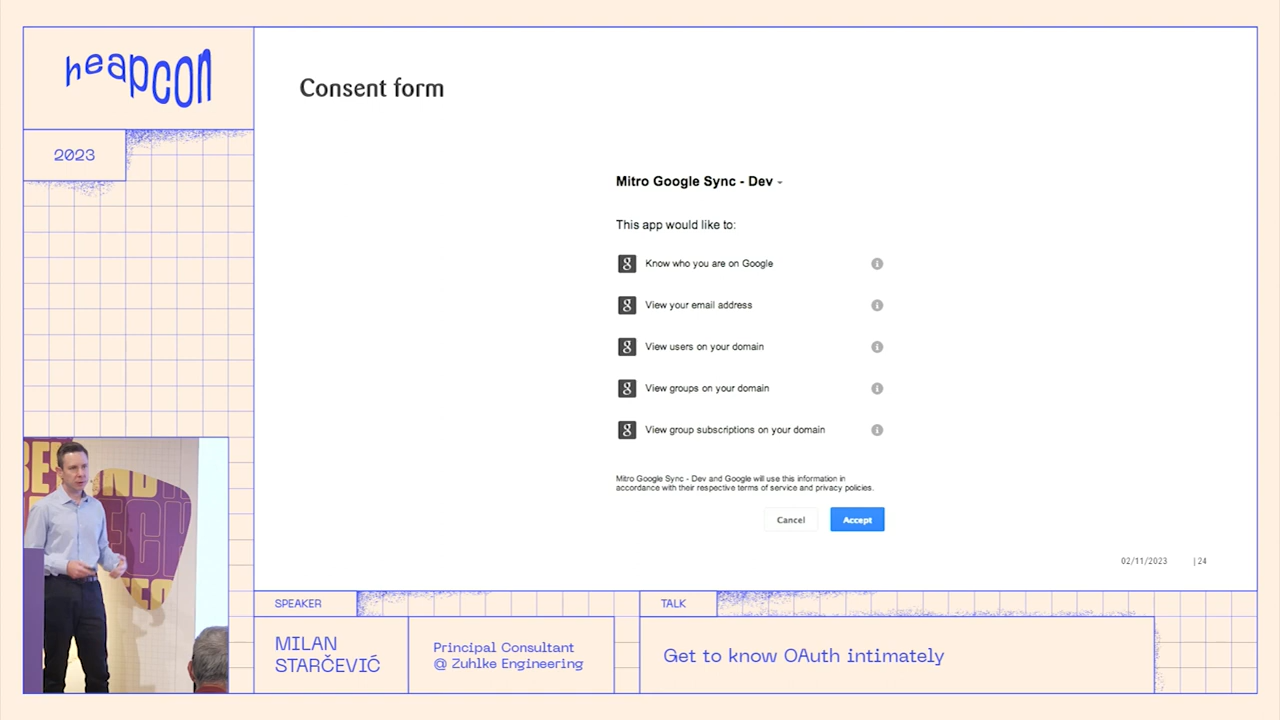 heapcon
2023
Consent form
Mitro Google Sync - Dev
This app would like to:
g Know who you are on Google i
g View your email address i
g View users on your domain i
g View groups on your domain i
g View group subscriptions on your domain i
Mitro Google Sync - Dev and Google will use this information in
accordance with their respective terms of service and privacy policies.
Cancel Accept
02/11/2023 | 24
BEYOND
TECH
SPEAKER
MILAN
STARČEVIĆ
Principal Consultant
@ Zuhlke Engineering
TALK
Get to know OAuth intimately